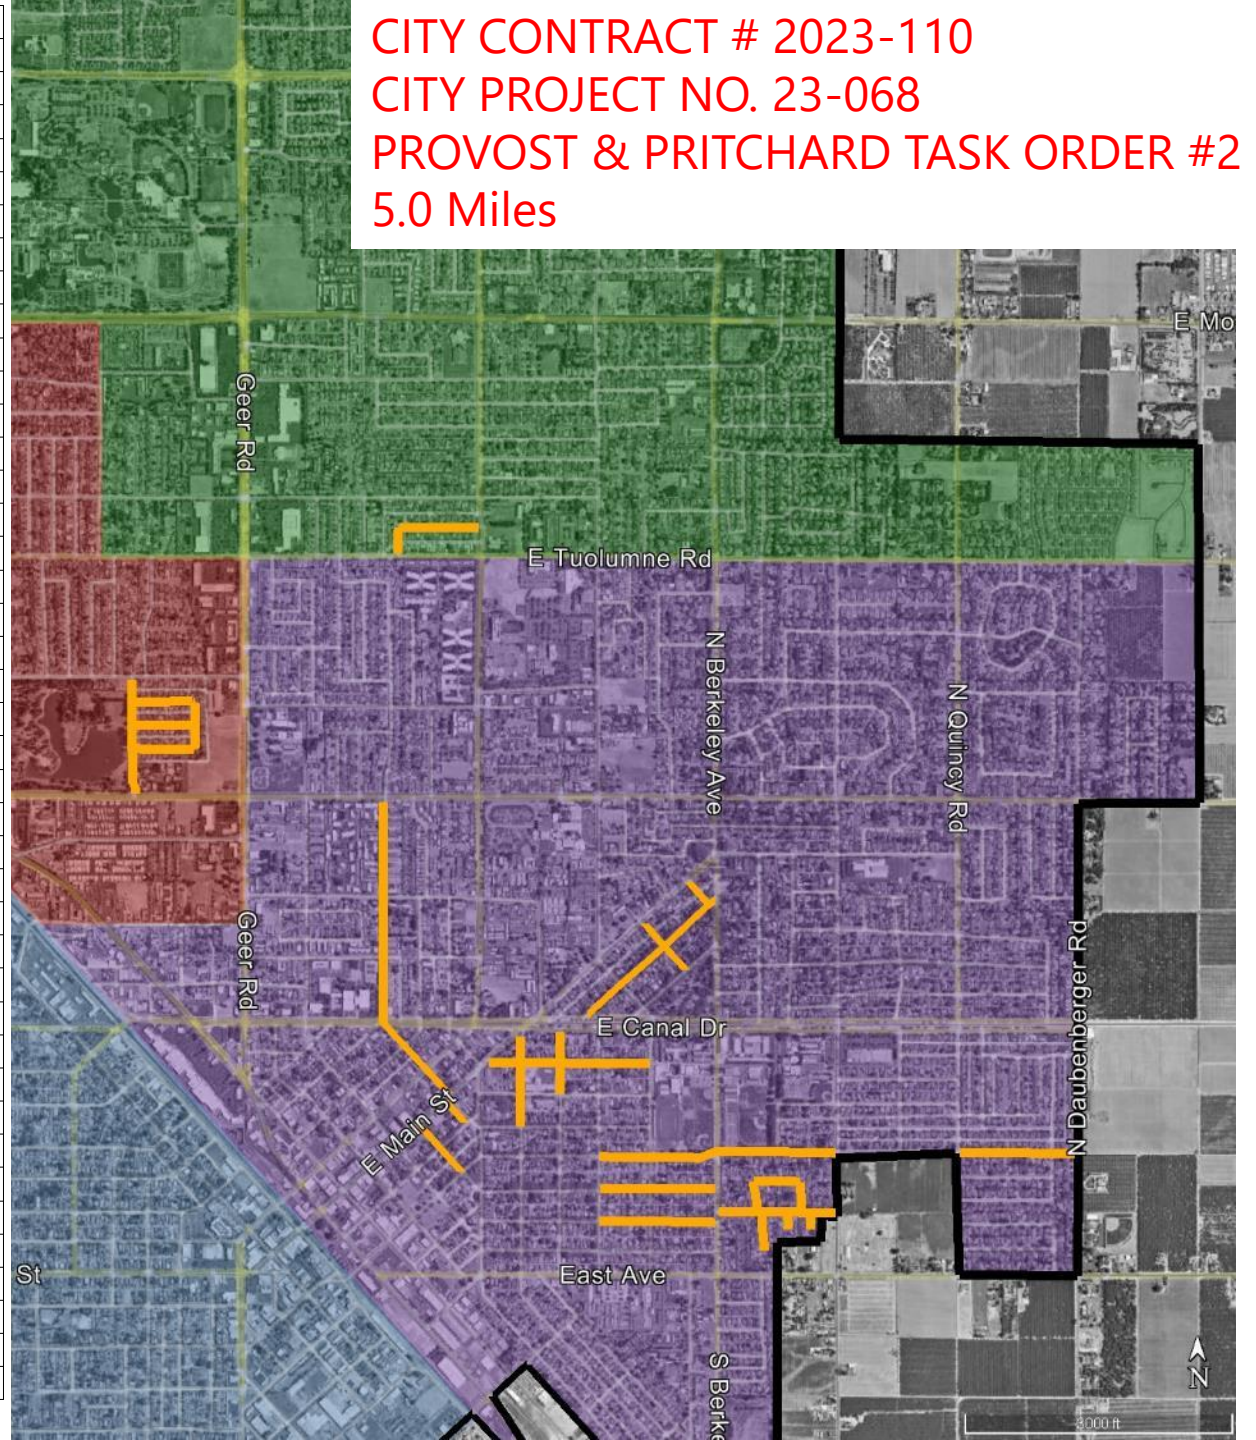 CITY CONTRACT # 2023-110
CITY PROJECT NO. 23-068
PROVOST & PRITCHARD TASK ORDER #2
5.0 Miles
E Mo
Geer Rd
E Tuolumne Rd
N Berkeley Ave
N Quincy Rd
Geer Rd
N Daubenberger Rd
E Canal Dr
E Main St
St
East Ave
S Berke
N
3000 ft